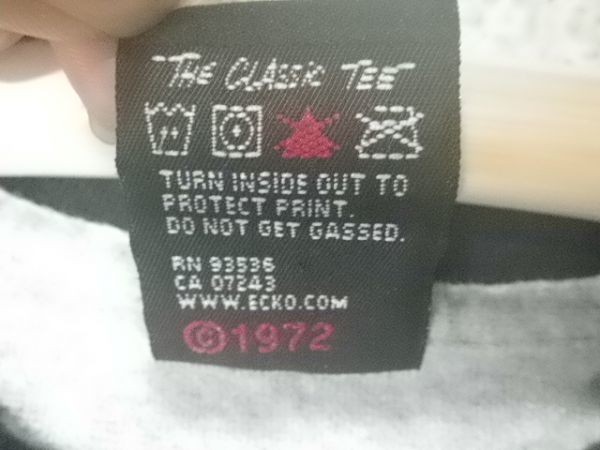 THE CLASSIC TEE
TURN INSIDE OUT TO
PROTECT PRINT.
DO NOT GET GASSED.
RN 93536
CA 07243
WWW.ECKO.COM
©1972